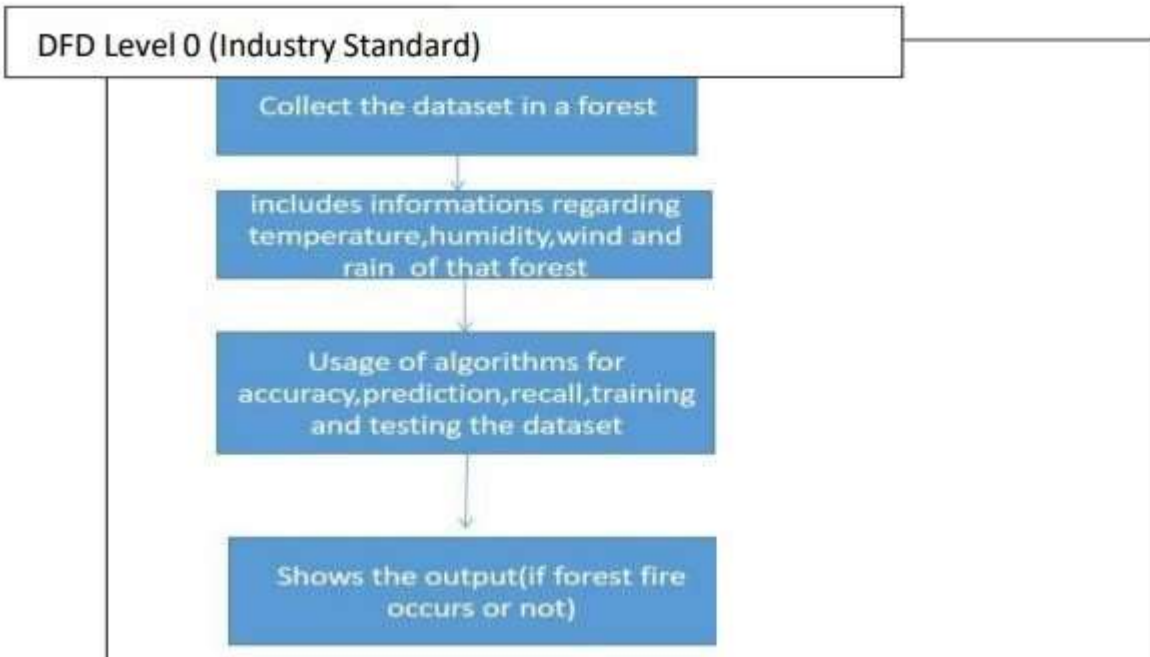 DFD Level 0 (Industry Standard)
Collect the dataset in a forest
includes informations regarding
temperature,humidity,wind and
rain of that forest
Usage of algorithms for
accuracy,prediction,recall,training
and testing the dataset
Shows the output(if forest fire
occurs or not)